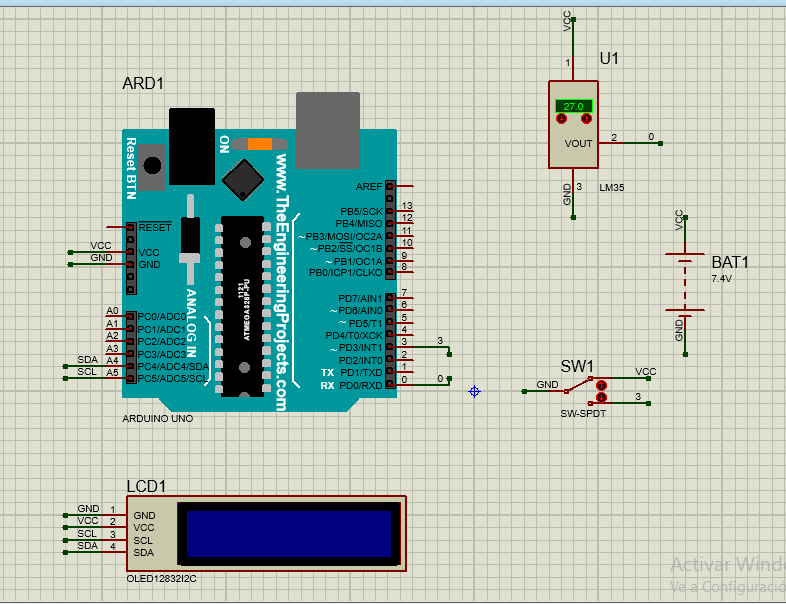 VCC
1
U1
27.0
VOUT
2
0
GND
3
LM35
ARD1
Reset BTN
ON
www.TheEngineeringProjects.com
ANALOG IN
ATMEGA328P-PU
1121
RESET
VCC
VCC
GND
GND
A0
PC0/ADC0
A1
PC1/ADC1
A2
PC2/ADC2
A3
PC3/ADC3
SDA
A4
PC4/ADC4/SDA
SCL
A5
PC5/ADC5/SCL
AREF
PB5/SCK
13
PB4/MISO
12
~PB3/MOSI/OC2A
11
~PB2/SS/OC1B
10
~PB1/OC1A
9
PB0/ICP1/CLKO
8
PD7/AIN1
7
~PD6/AIN0
6
~PD5/T1
5
PD4/T0/XCK
4
~PD3/INT1
3
3
PD2/INT0
2
TX PD1/TXD
1
RX PD0/RXD
0
0
ARDUINO UNO
VCC
BAT1
7.4V
GND
SW1
GND
VCC
3
SW-SPDT
LCD1
GND 1 GND
VCC 2 VCC
SCL 3 SCL
SDA 4 SDA
OLED12832I2C
Activar Wind
Ve a Configuració